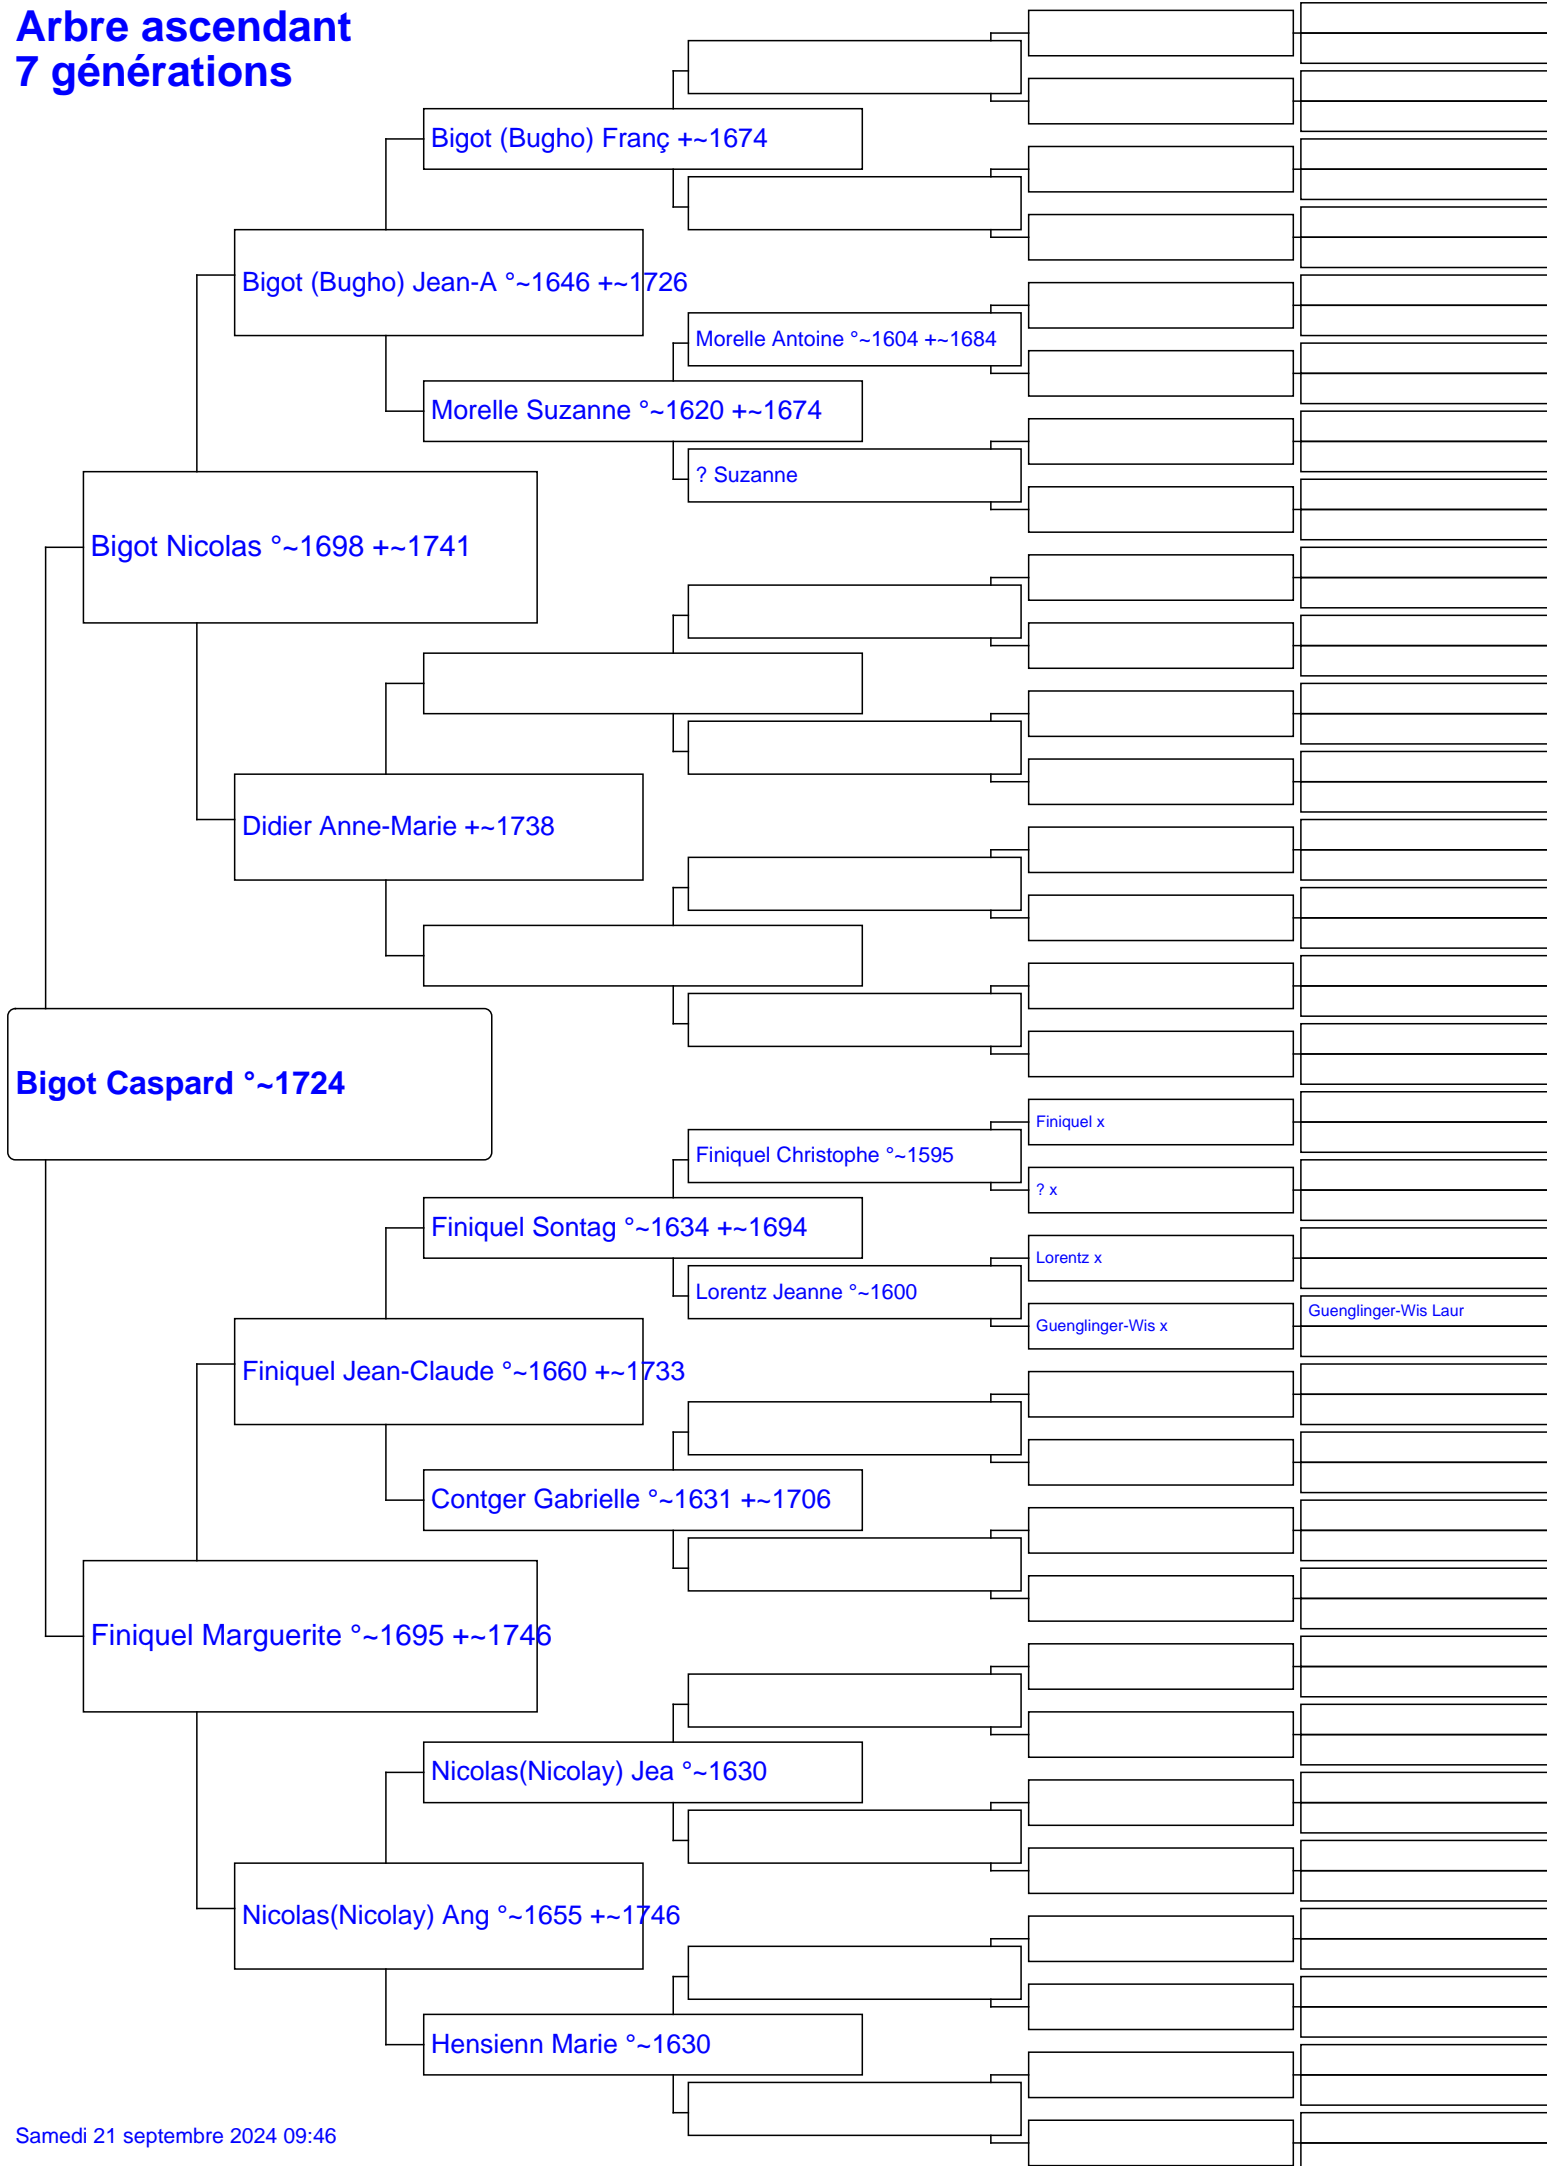 Arbre ascendant
7 générations
Bigot (Bugho) Franç +~1674
Bigot (Bugho) Jean-A °~1646 +~1726
Morelle Antoine °~1604 +~1684
Morelle Suzanne °~1620 +~1674
? Suzanne
Bigot Nicolas °~1698 +~1741
Didier Anne-Marie +~1738
Bigot Caspard °~1724
Finiquel x
Finiquel Christophe °~1595
? x
Finiquel Sontag °~1634 +~1694
Lorentz x
Lorentz Jeanne °~1600
Guenglinger-Wis Laur
Guenglinger-Wis x
Finiquel Jean-Claude °~1660 +~1733
Contger Gabrielle °~1631 +~1706
Finiquel Marguerite °~1695 +~1746
Nicolas(Nicolay) Jea °~1630
Nicolas(Nicolay) Ang °~1655 +~1746
Hensienn Marie °~1630
Samedi 21 septembre 2024 09:46